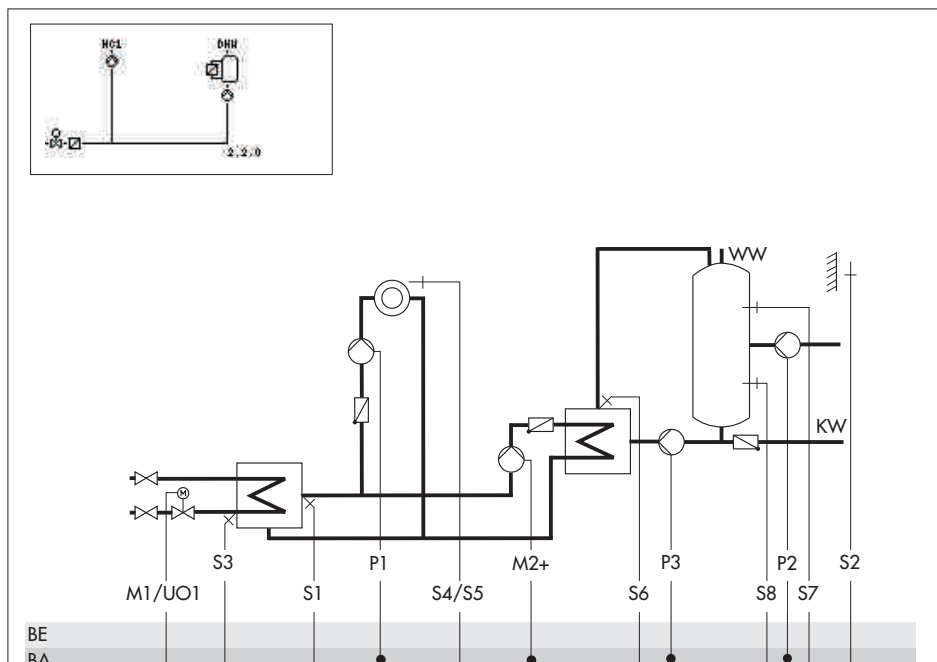 HC1 DHW
2.2.0
WW
KW
M
S3 P1 M2+ P3 P2 S2
M1/UO1 S1 S4/S5 S6 S8 S7
BE
BA